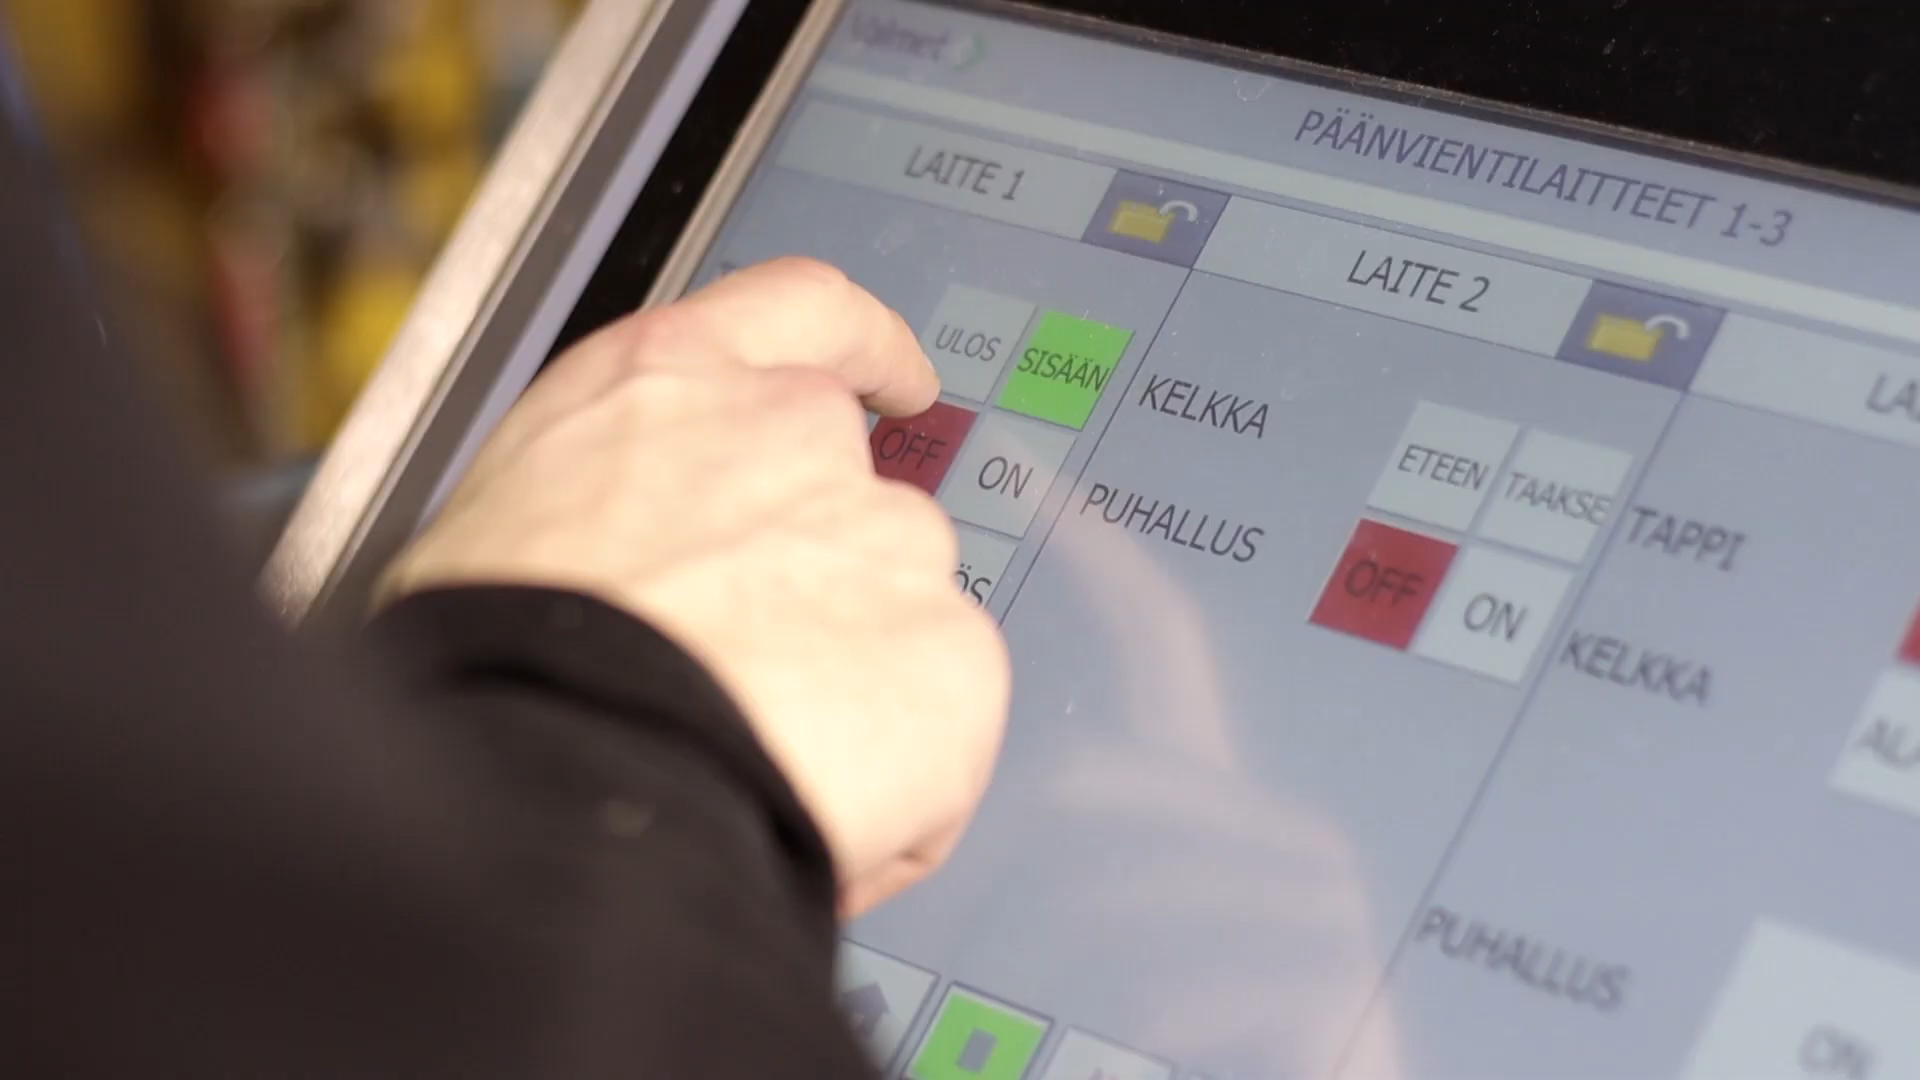 Valmet
PÄÄNVIENTILAITTEET 1-3
LAITE 1
LAITE 2
ULOS
SISÄÄN
OFF
ON
KELKKA
ETEEN
TAAKSE
PUHALLUS
OFF
ON
TAPPI
KELKKA
PUHALLUS
ON